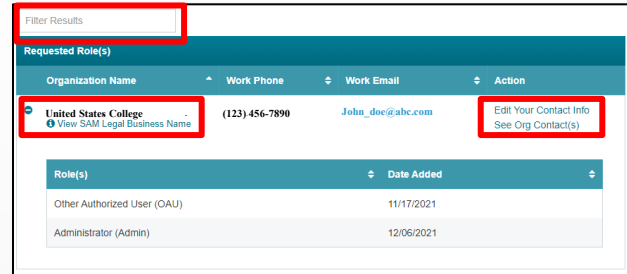 Filter Results
Requested Role(s)
Organization Name Work Phone Work Email Action
United States College (123) 456-7890 John_doe@abc.com Edit Your Contact Info
View SAM Legal Business Name See Org Contact(s)
Role(s) Date Added
Other Authorized User (OAU) 11/17/2021
Administrator (Admin) 12/06/2021